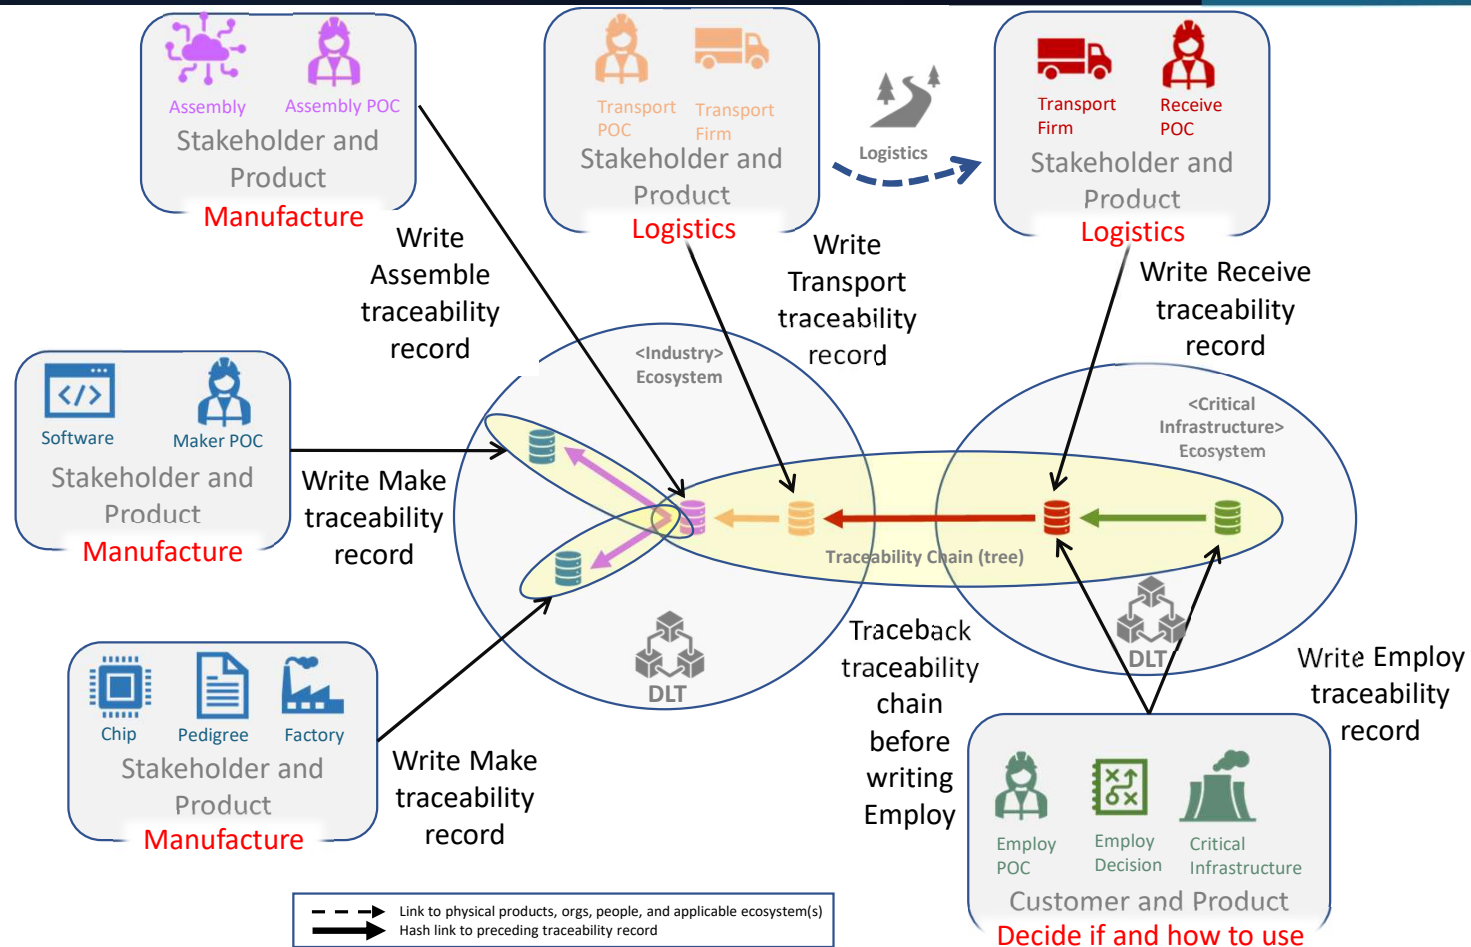 Assembly
Assembly POC
Stakeholder and
Product
Manufacture
Transport
POC
Transport
Firm
Stakeholder and
Product
Logistics
Logistics
Transport
Firm
Receive
POC
Stakeholder and
Product
Logistics
Write
Assemble
traceability
record
Write
Transport
traceability
record
Write Receive
traceability
record
<Industry>
Ecosystem
<Critical
Infrastructure>
Ecosystem
Software
Maker POC
Stakeholder and
Product
Manufacture
Write Make
traceability
record
Traceability Chain (tree)
DLT
DLT
Chip
Pedigree
Factory
Stakeholder and
Product
Manufacture
Write Make
traceability
record
Traceback
traceability
chain
before
writing
Employ
Write Employ
traceability
record
Employ
POC
Employ
Decision
Critical
Infrastructure
Customer and Product
Decide if and how to use
Link to physical products, orgs, people, and applicable ecosystem(s)
Hash link to preceding traceability record